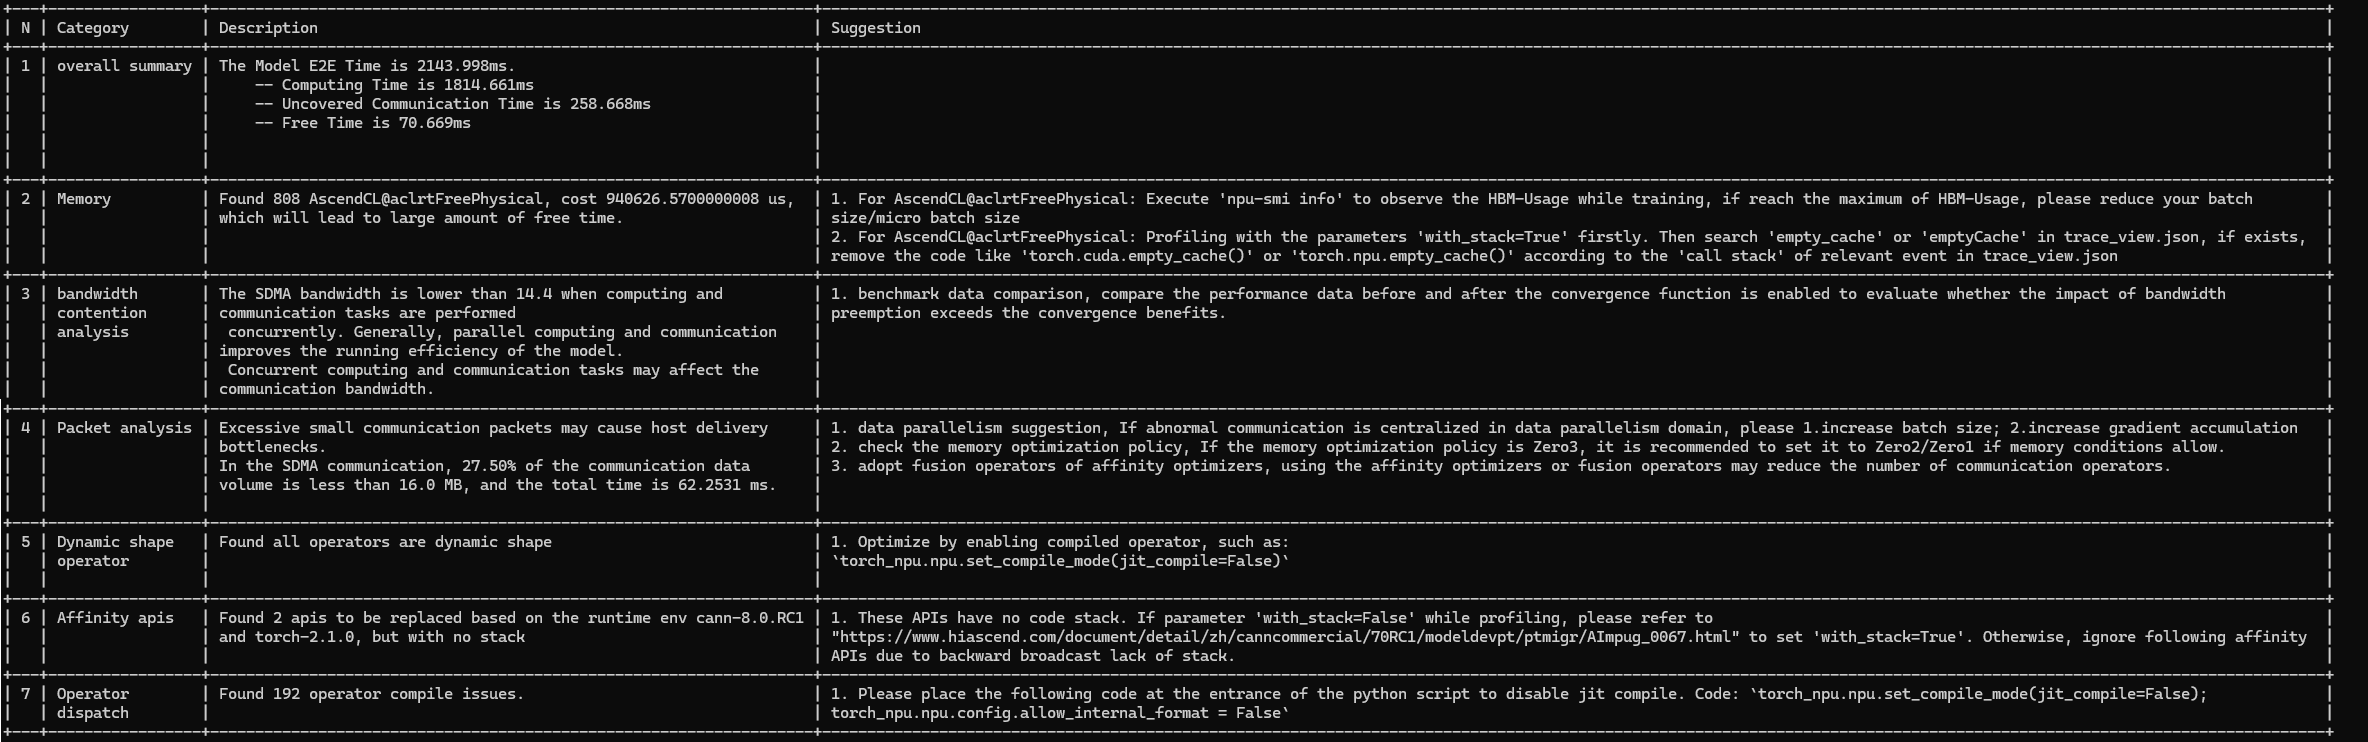 N | Category | Description | Suggestion
1 | overall summary | The Model E2E Time is 2143.998ms.
-- Computing Time is 1814.661ms
-- Uncovered Communication Time is 258.668ms
-- Free Time is 70.669ms
2 | Memory | Found 808 AscendCL@aclrtFreePhysical, cost 940626.5700000008 us, | 1. For AscendCL@aclrtFreePhysical: Execute 'npu-smi info' to observe the HBM-Usage while training, if reach the maximum of HBM-Usage, please reduce your batch
which will lead to large amount of free time. | size/micro batch size
2. For AscendCL@aclrtFreePhysical: Profiling with the parameters 'with_stack=True' firstly. Then search 'empty_cache' or 'emptyCache' in trace_view.json, if exists,
remove the code like 'torch.cuda.empty_cache()' or 'torch.npu.empty_cache()' according to the 'call stack' of relevant event in trace_view.json
3 | bandwidth | The SDMA bandwidth is lower than 14.4 when computing and | 1. benchmark data comparison, compare the performance data before and after the convergence function is enabled to evaluate whether the impact of bandwidth
contention | communication tasks are performed | preemption exceeds the convergence benefits.
analysis | concurrently. Generally, parallel computing and communication
improves the running efficiency of the model.
Concurrent computing and communication tasks may affect the
communication bandwidth.
4 | Packet analysis | Excessive small communication packets may cause host delivery | 1. data parallelism suggestion, If abnormal communication is centralized in data parallelism domain, please 1.increase batch size; 2.increase gradient accumulation
bottlenecks. | 2. check the memory optimization policy, If the memory optimization policy is Zero3, it is recommended to set it to Zero2/Zero1 if memory conditions allow.
In the SDMA communication, 27.50% of the communication data | 3. adopt fusion operators of affinity optimizers, using the affinity optimizers or fusion operators may reduce the number of communication operators.
volume is less than 16.0 MB, and the total time is 62.2531 ms.
5 | Dynamic shape | Found all operators are dynamic shape | 1. Optimize by enabling compiled operator, such as:
operator | `torch_npu.npu.set_compile_mode(jit_compile=False)`
6 | Affinity apis | Found 2 apis to be replaced based on the runtime env cann-8.0.RC1 | 1. These APIs have no code stack. If parameter 'with_stack=False' while profiling, please refer to
and torch-2.1.0, but with no stack | "https://www.hiascend.com/document/detail/zh/canncommercial/70RC1/modeldevpt/ptmigr/AImpug_0067.html" to set 'with_stack=True'. Otherwise, ignore following affinity
APIs due to backward broadcast lack of stack.
7 | Operator | Found 192 operator compile issues. | 1. Please place the following code at the entrance of the python script to disable jit compile. Code: `torch_npu.npu.set_compile_mode(jit_compile=False);
dispatch | torch_npu.npu.config.allow_internal_format = False`